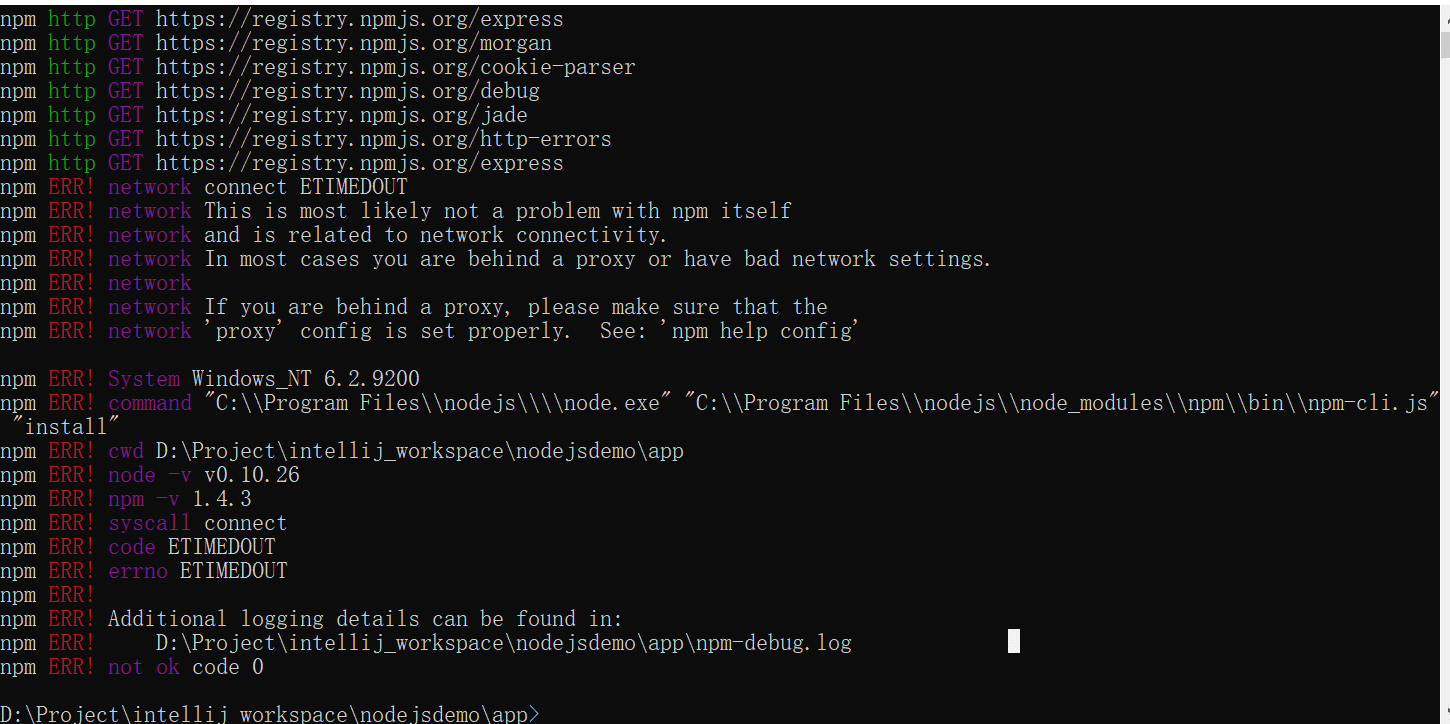 npm http GET https://registry.npmjs.org/express
npm http GET https://registry.npmjs.org/morgan
npm http GET https://registry.npmjs.org/cookie-parser
npm http GET https://registry.npmjs.org/debug
npm http GET https://registry.npmjs.org/jade
npm http GET https://registry.npmjs.org/http-errors
npm http GET https://registry.npmjs.org/express
npm ERR! network connect ETIMEDOUT
npm ERR! network This is most likely not a problem with npm itself
npm ERR! network and is related to network connectivity.
npm ERR! network In most cases you are behind a proxy or have bad network settings.
npm ERR! network
npm ERR! network If you are behind a proxy, please make sure that the
npm ERR! network 'proxy' config is set properly.  See: 'npm help config'
npm ERR! System Windows_NT 6.2.9200
npm ERR! command "C:\\Program Files\\nodejs\\\\node.exe" "C:\\Program Files\\nodejs\\node_modules\\npm\\bin\\npm-cli.js"
"install"
npm ERR! cwd D:\Project\intellij_workspace\nodejsdemo\app
npm ERR! node -v v0.10.26
npm ERR! npm -v 1.4.3
npm ERR! syscall connect
npm ERR! code ETIMEDOUT
npm ERR! errno ETIMEDOUT
npm ERR!
npm ERR! Additional logging details can be found in:
npm ERR!     D:\Project\intellij_workspace\nodejsdemo\app\npm-debug.log
npm ERR! not ok code 0
D:\Project\intellij_workspace\nodejsdemo\app>